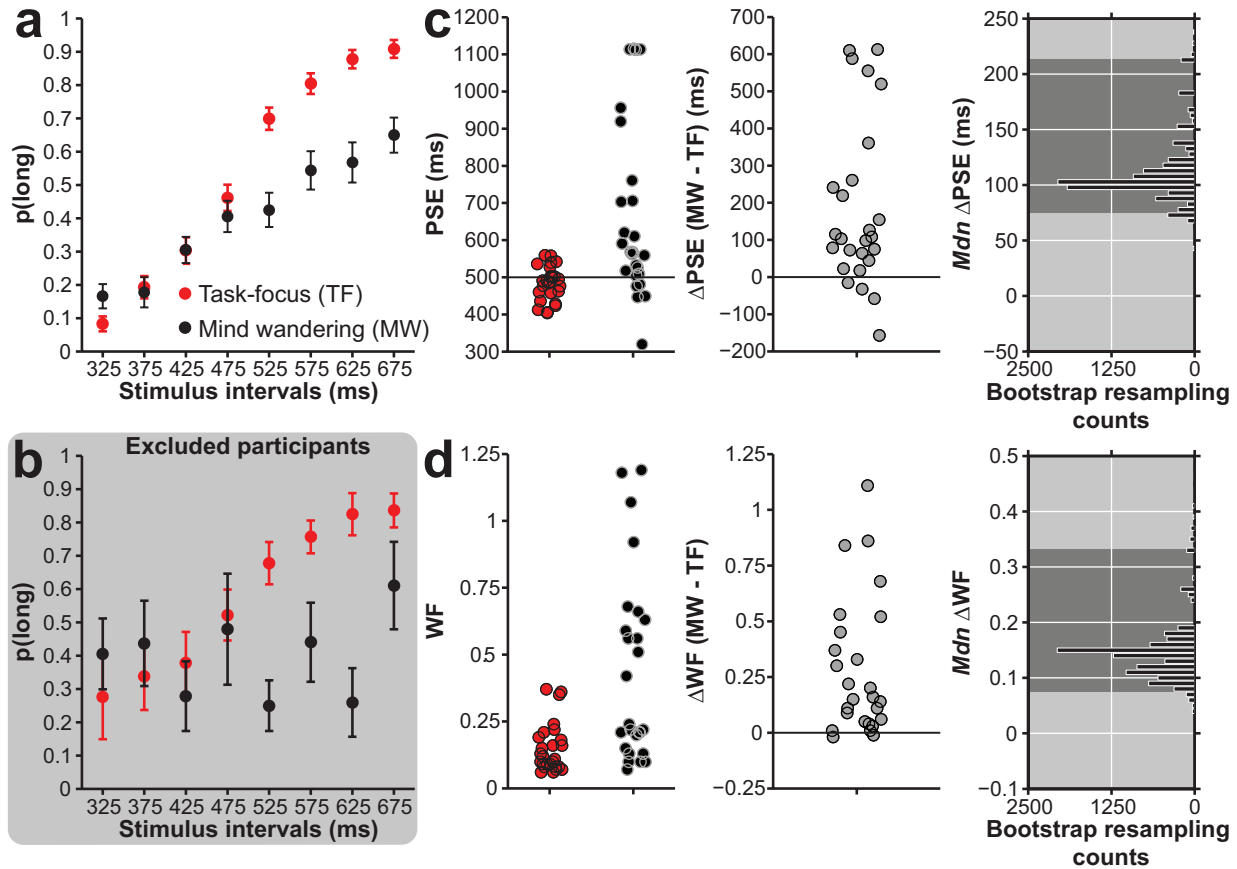 a
1
0.9
0.8
0.7
0.6
0.5
0.4
0.3
0.2
0.1
0
p(long)
Task-focus (TF)
Mind wandering (MW)
325 375 425 475 525 575 625 675
Stimulus intervals (ms)
b
Excluded participants
1
0.9
0.8
0.7
0.6
0.5
0.4
0.3
0.2
0.1
0
p(long)
325 375 425 475 525 575 625 675
Stimulus intervals (ms)
c
1200
1100
1000
900
800
700
600
500
400
300
PSE (ms)
700
600
500
400
300
200
100
0
−100
−200
ΔPSE (MW - TF) (ms)
250
200
150
100
50
0
−50
Mdn ΔPSE (ms)
2500 1250 0
Bootstrap resampling
counts
d
1.25
1
0.75
0.5
0.25
0
WF
1.25
1
0.75
0.5
0.25
0
−0.25
ΔWF (MW - TF)
0.5
0.4
0.3
0.2
0.1
0
−0.1
Mdn ΔWF
2500 1250 0
Bootstrap resampling
counts